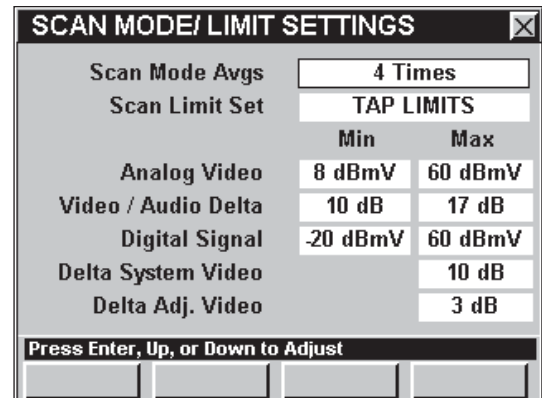 SCAN MODE/ LIMIT SETTINGS
Scan Mode Avgs 4 Times
Scan Limit Set TAP LIMITS
Min Max
Analog Video 8 dBmV 60 dBmV
Video / Audio Delta 10 dB 17 dB
Digital Signal -20 dBmV 60 dBmV
Delta System Video 10 dB
Delta Adj. Video 3 dB
Press Enter, Up, or Down to Adjust